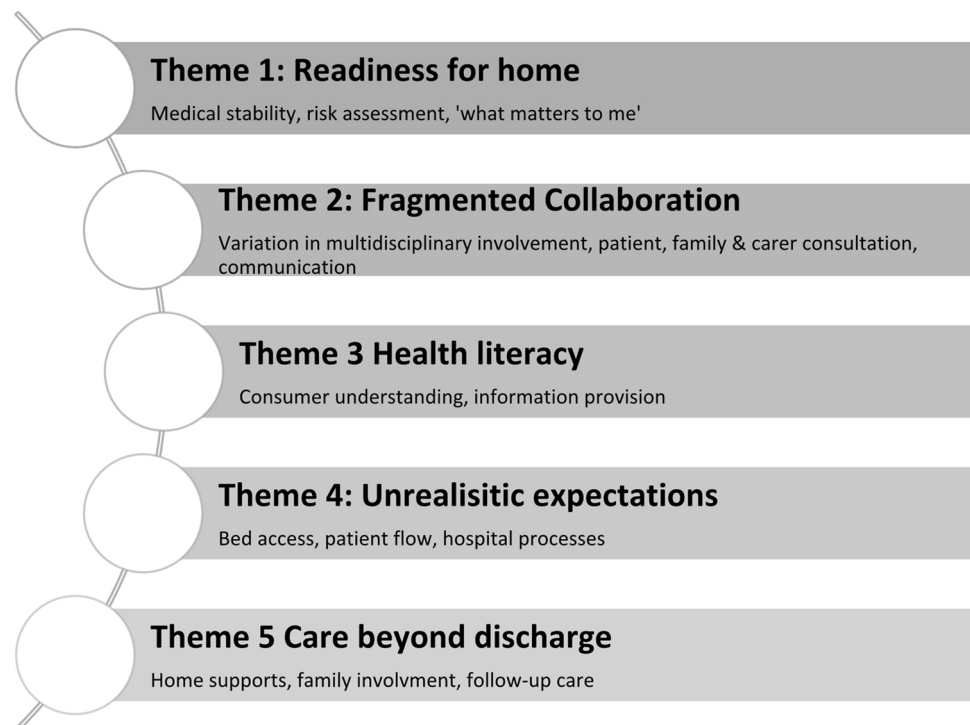 Theme 1: Readiness for home
Medical stability, risk assessment, 'what matters to me'
Theme 2: Fragmented Collaboration
Variation in multidisciplinary involvement, patient, family & carer consultation,
communication
Theme 3 Health literacy
Consumer understanding, information provision
Theme 4: Unrealisitic expectations
Bed access, patient flow, hospital processes
Theme 5 Care beyond discharge
Home supports, family involvment, follow-up care